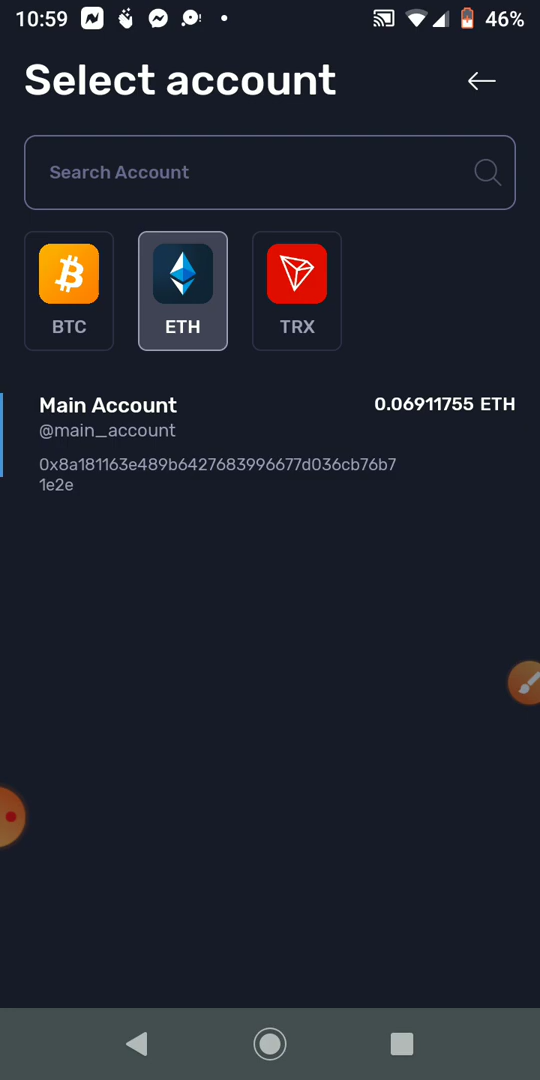 10:59 46%
Select account
Search Account
BTC ETH TRX
Main Account 0.06911755 ETH
@main_account
0x8a181163e489b6427683996677d036cb76b7
1e2e